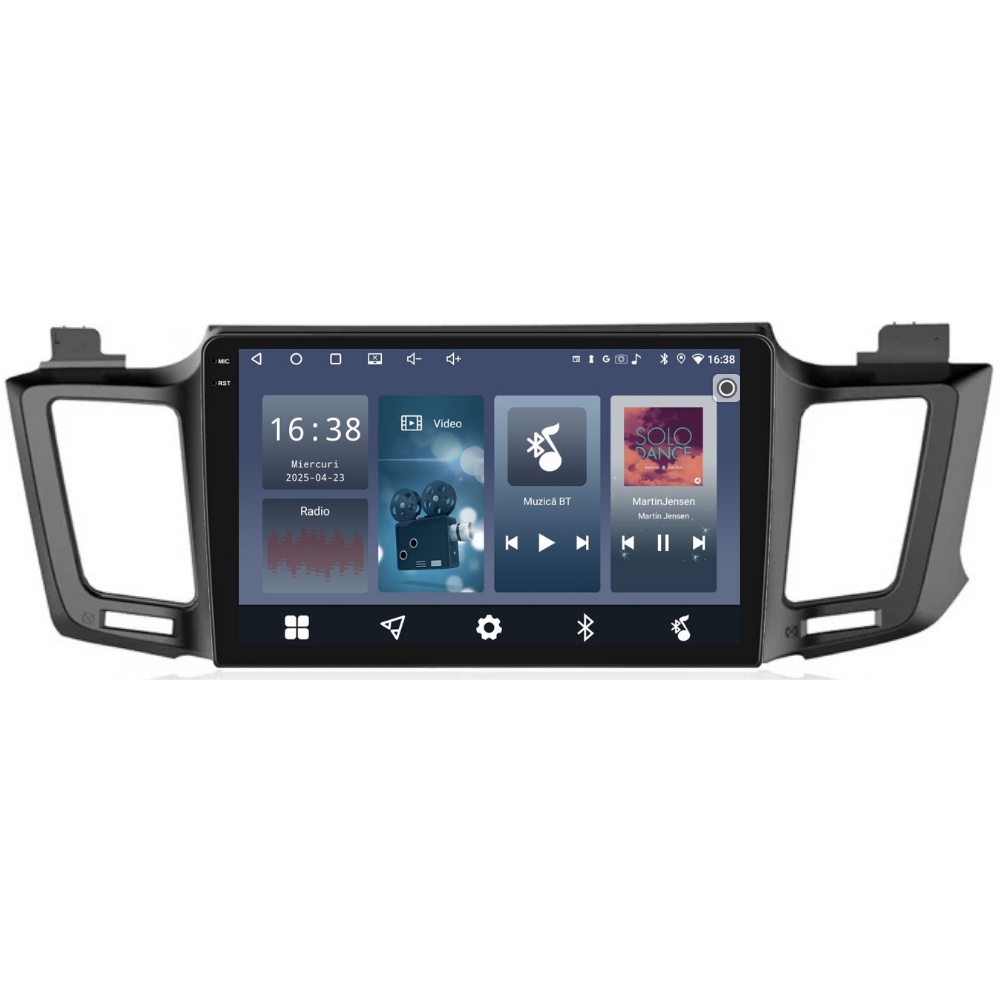 MIC
RST
16:38
16:38
Miercuri
2025-04-23
Radio
Video
Muzică BT
SOLO
DANCE
MartinJensen
Martin Jensen